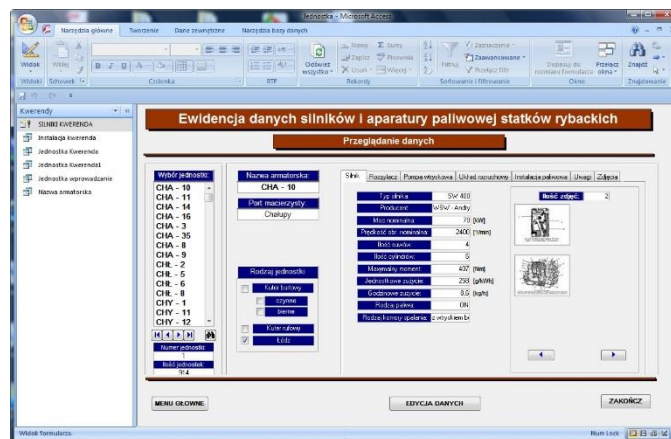 Jednostka - Microsoft Access
Narzędzia główne Tworzenie Dane zewnętrzne Narzędzia bazy danych
Widok Wklej Odśwież wszystko Nowy Sumy Zapisz Pisownia Usuń Więcej Filtruj Zaznaczenie Zaawansowane Przełącz filtr Dopasuj do rozmiaru formularza Przełącz okna Znajdź
Widoki Schowek Czcionka RTF Rekordy Sortowanie i filtrowanie Okno Znajdowanie
Kwerendy
SILNIKI KWERENDA
Instalacja kwerenda
Jednostka Kwerenda
Jednostka Kwerenda1
Jednostka wprowadzanie
Nazwa armatorska
Ewidencja danych silników i aparatury paliwowej statków rybackich
Przeglądanie danych
Wybór jednostki:
CHA - 10
CHA - 11
CHA - 14
CHA - 16
CHA - 3
CHA - 35
CHA - 8
CHA - 9
CHŁ - 2
CHŁ - 5
CHŁ - 6
CHŁ - 8
CHY - 1
CHY - 11
CHY - 12
Numer jednostki:
1
Ilość jednostek:
914
Nazwa armatorska:
CHA - 10
Port macierzysty:
Chałupy
Rodzaj jednostki
Kuter burtowy
czynne
bierne
Kuter rufowy
Łódź
Silnik Rozpylacz Pompa wtryskowa Układ rozruchowy Instalacja paliwowa Uwagi Zdjęcia
Typ silnika: SW 400
Producent: WSW - Andry
Moc nominalna: 70 [kW]
Prędkość obr. nominalna: 2400 [1/min]
Ilość suwów: 4
Ilość cylindrów: 6
Maksymalny moment: 407 [Nm]
Jednostkowe zużycie: 258 [g/kWh]
Godzinowe zużycie: 8,6 [kg/h]
Rodzaj paliwa: ON
Rodzaj komory spalania: z wtryskiem be
Ilość zdjęć: 2
MENU GŁÓWNE EDYCJA DANYCH ZAKOŃCZ
Widok formularza. Num Lock